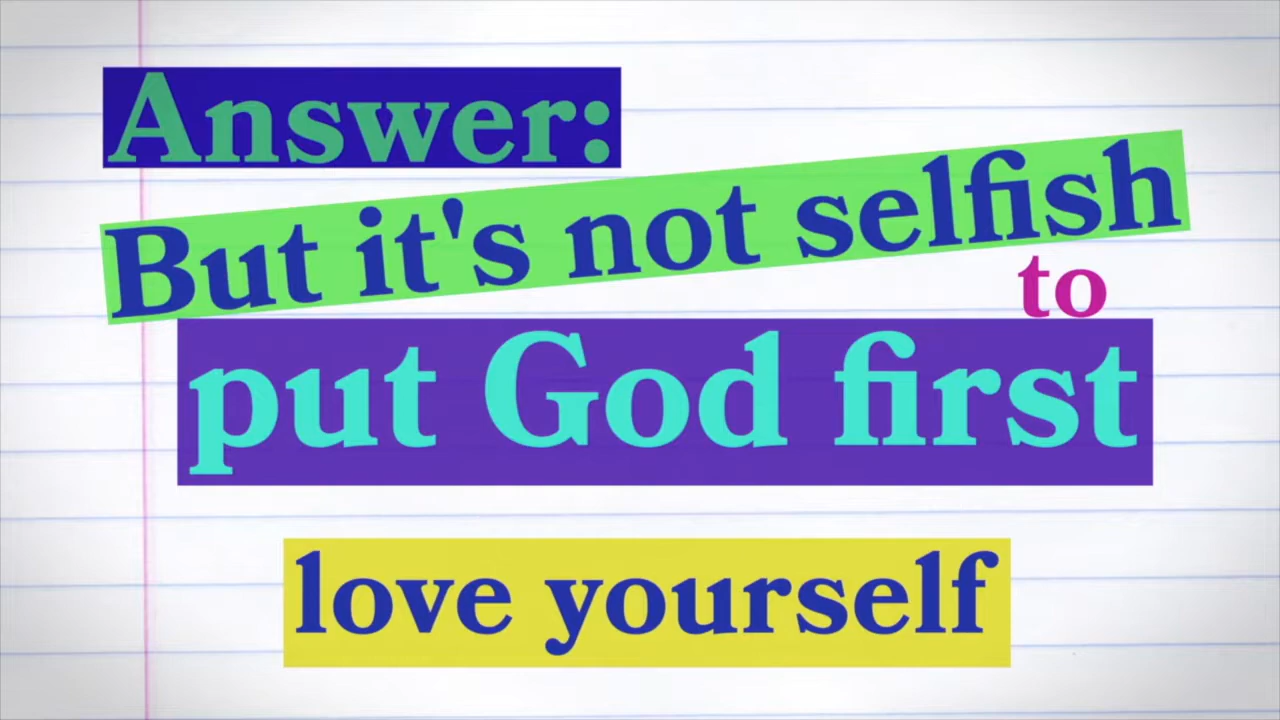 Answer:
But it's not selfish
to
put God first
love yourself